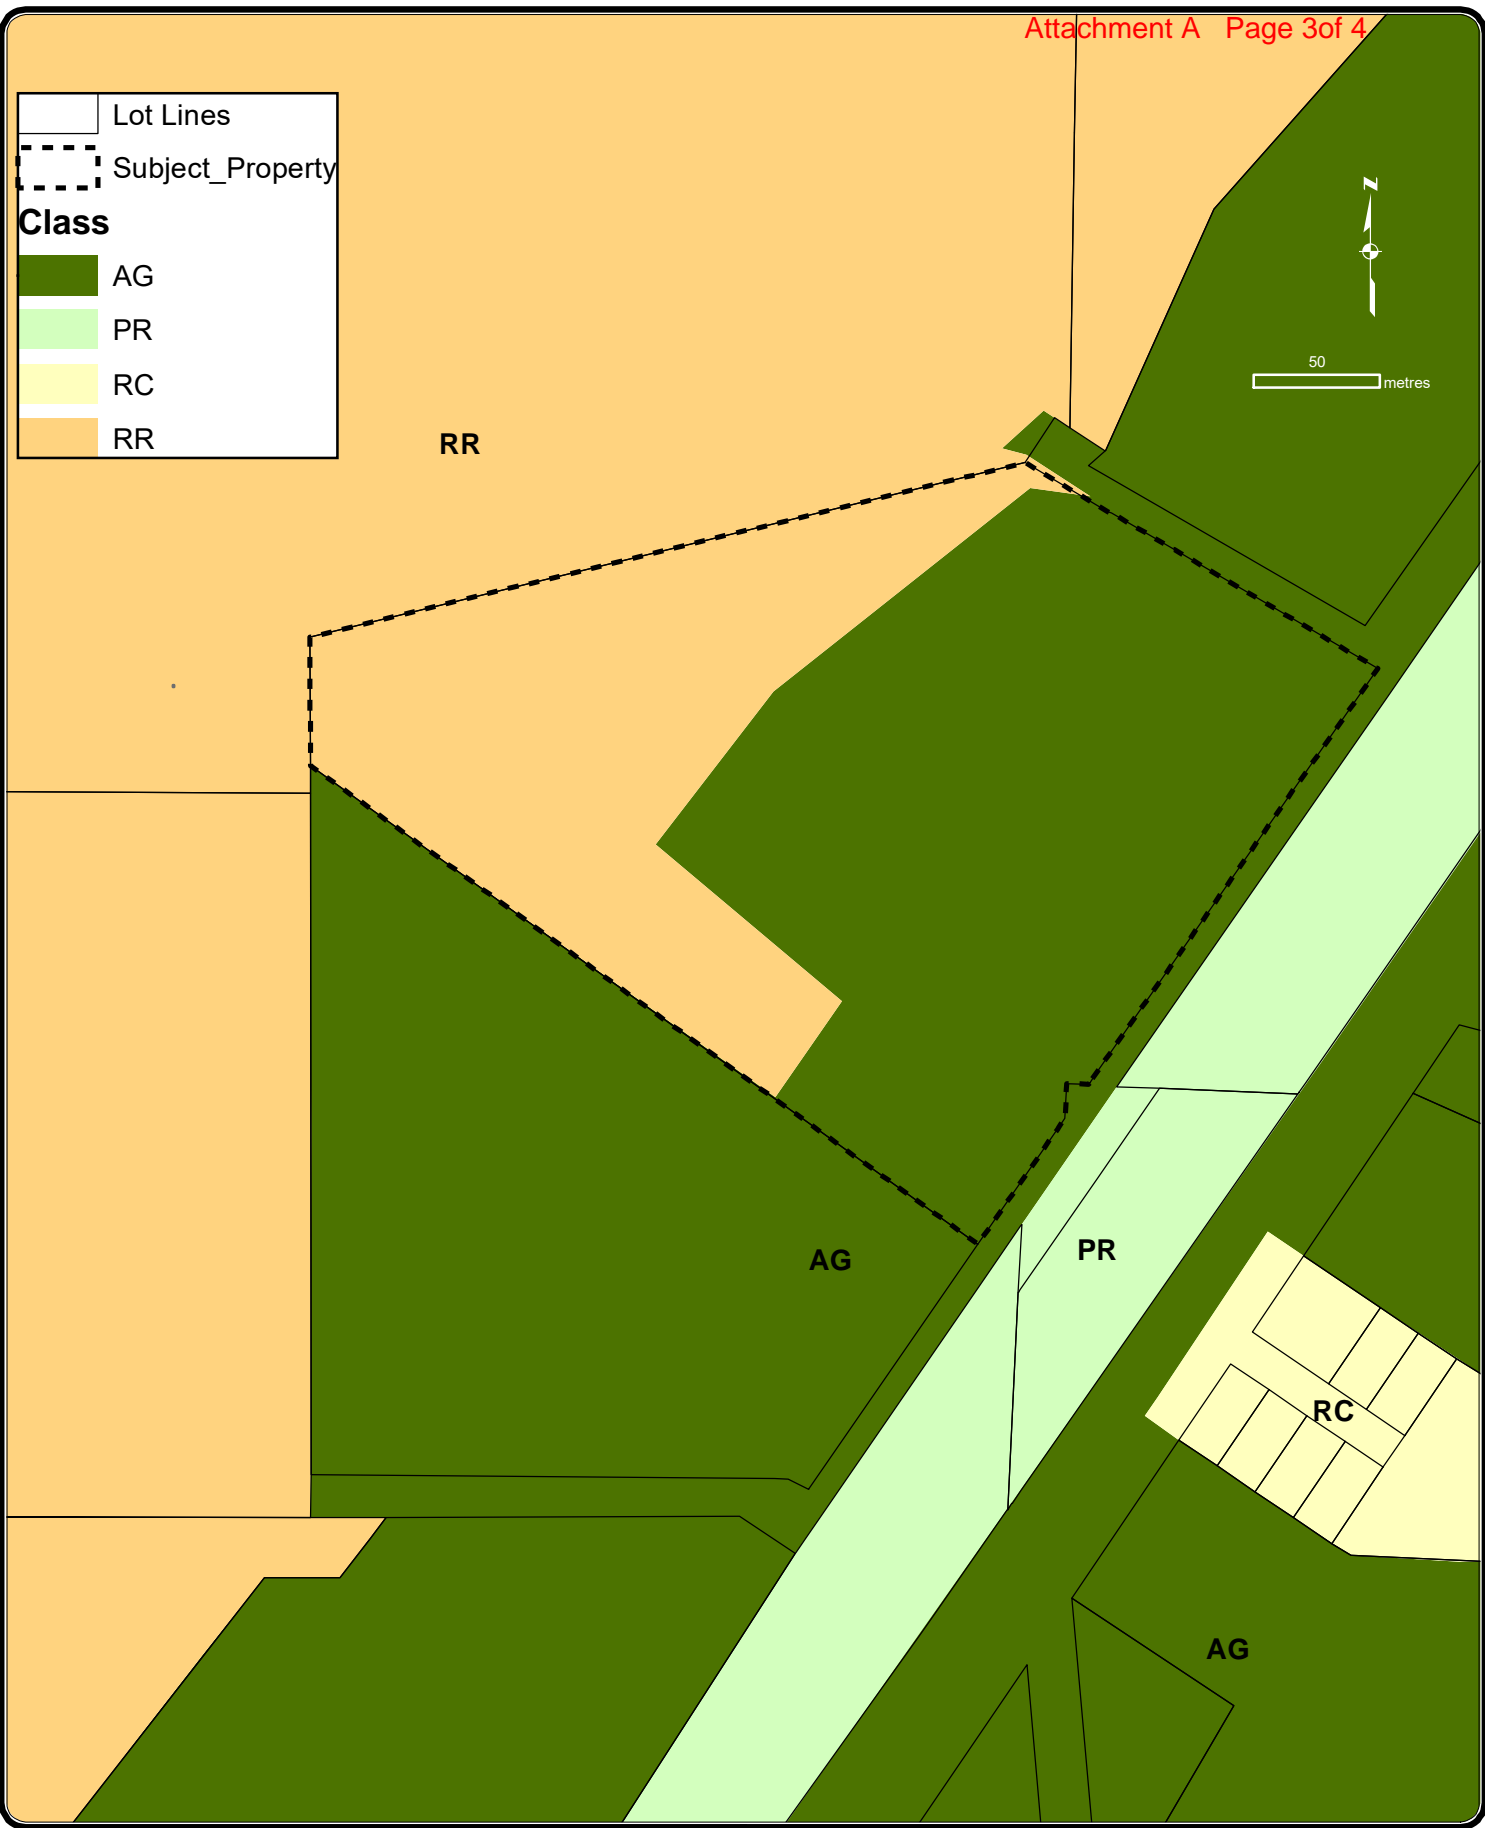 Attachment A Page 3of 4
Lot Lines
Subject_Property
Class
AG
PR
RC
RR
N
50
metres
RR
AG
PR
RC
AG